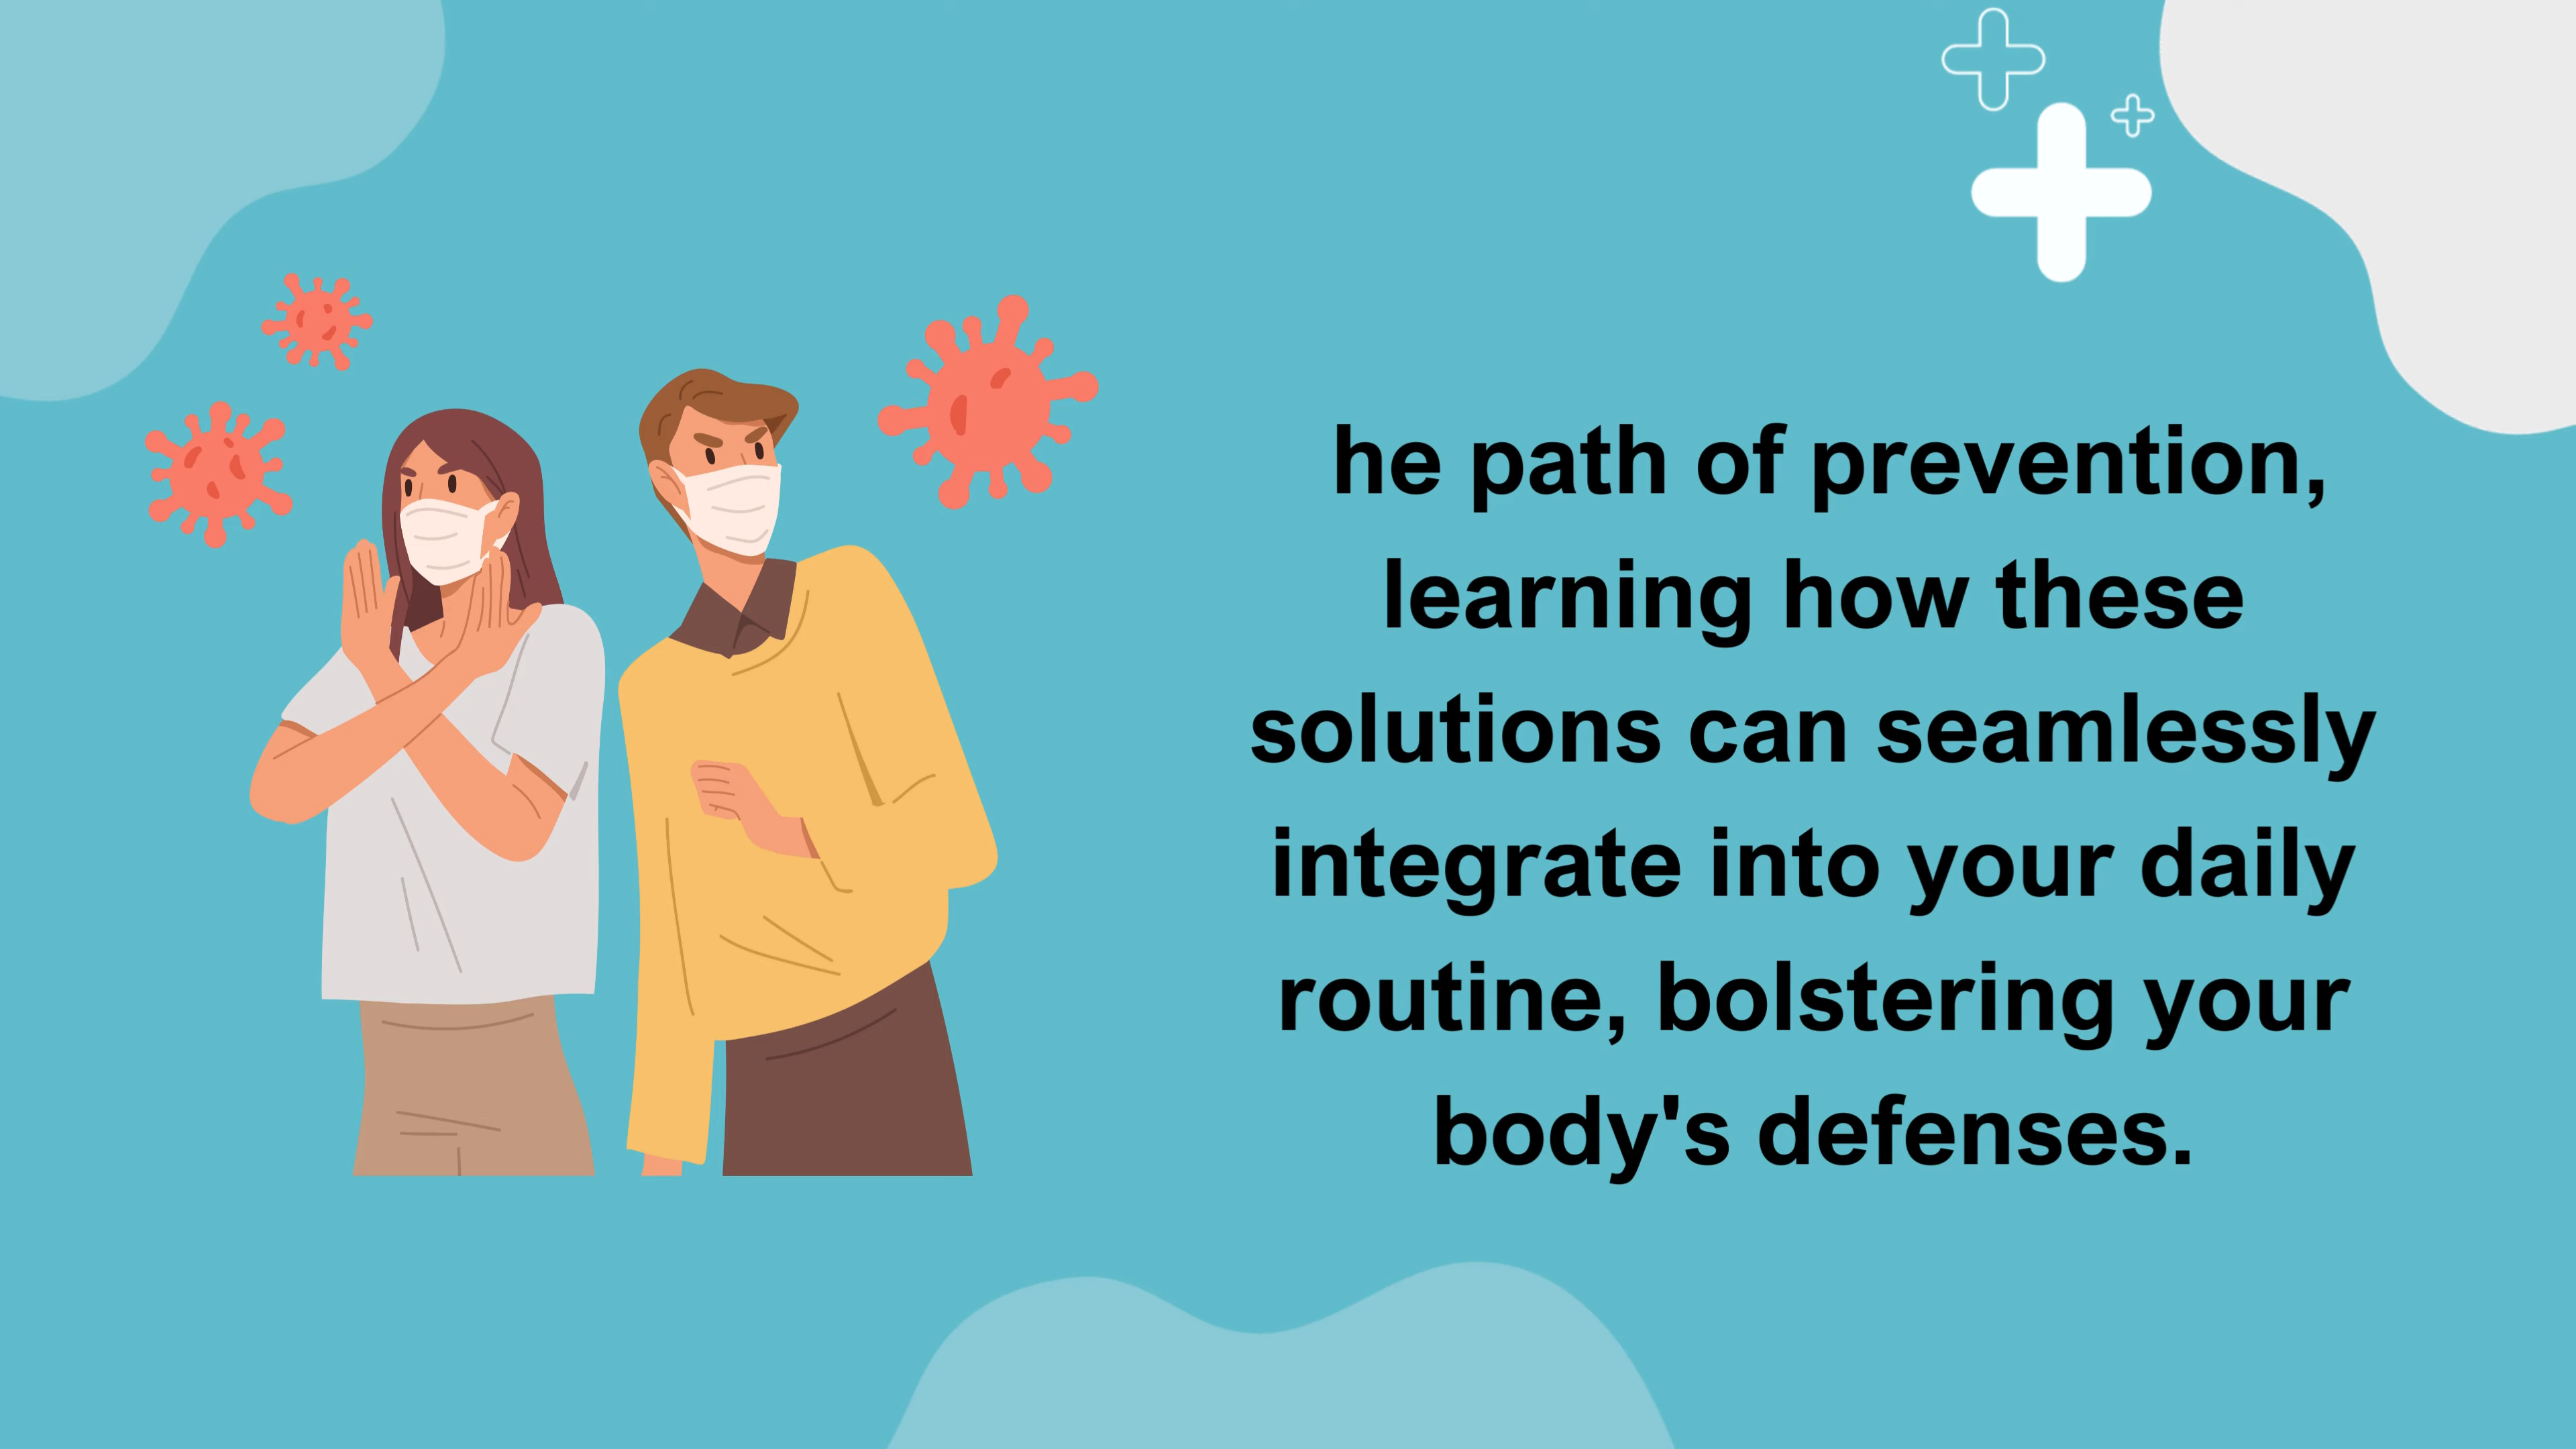 he path of prevention,
learning how these
solutions can seamlessly
integrate into your daily
routine, bolstering your
body's defenses.